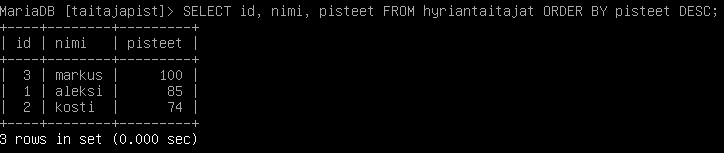 MariaDB [taitajapist]> SELECT id, nimi, pisteet FROM hyriantaitajat ORDER BY pisteet DESC;
+----+--------+---------+
| id | nimi   | pisteet |
+----+--------+---------+
|  3 | markus |     100 |
|  1 | aleksi |      85 |
|  2 | kosti  |      74 |
+----+--------+---------+
3 rows in set (0.000 sec)